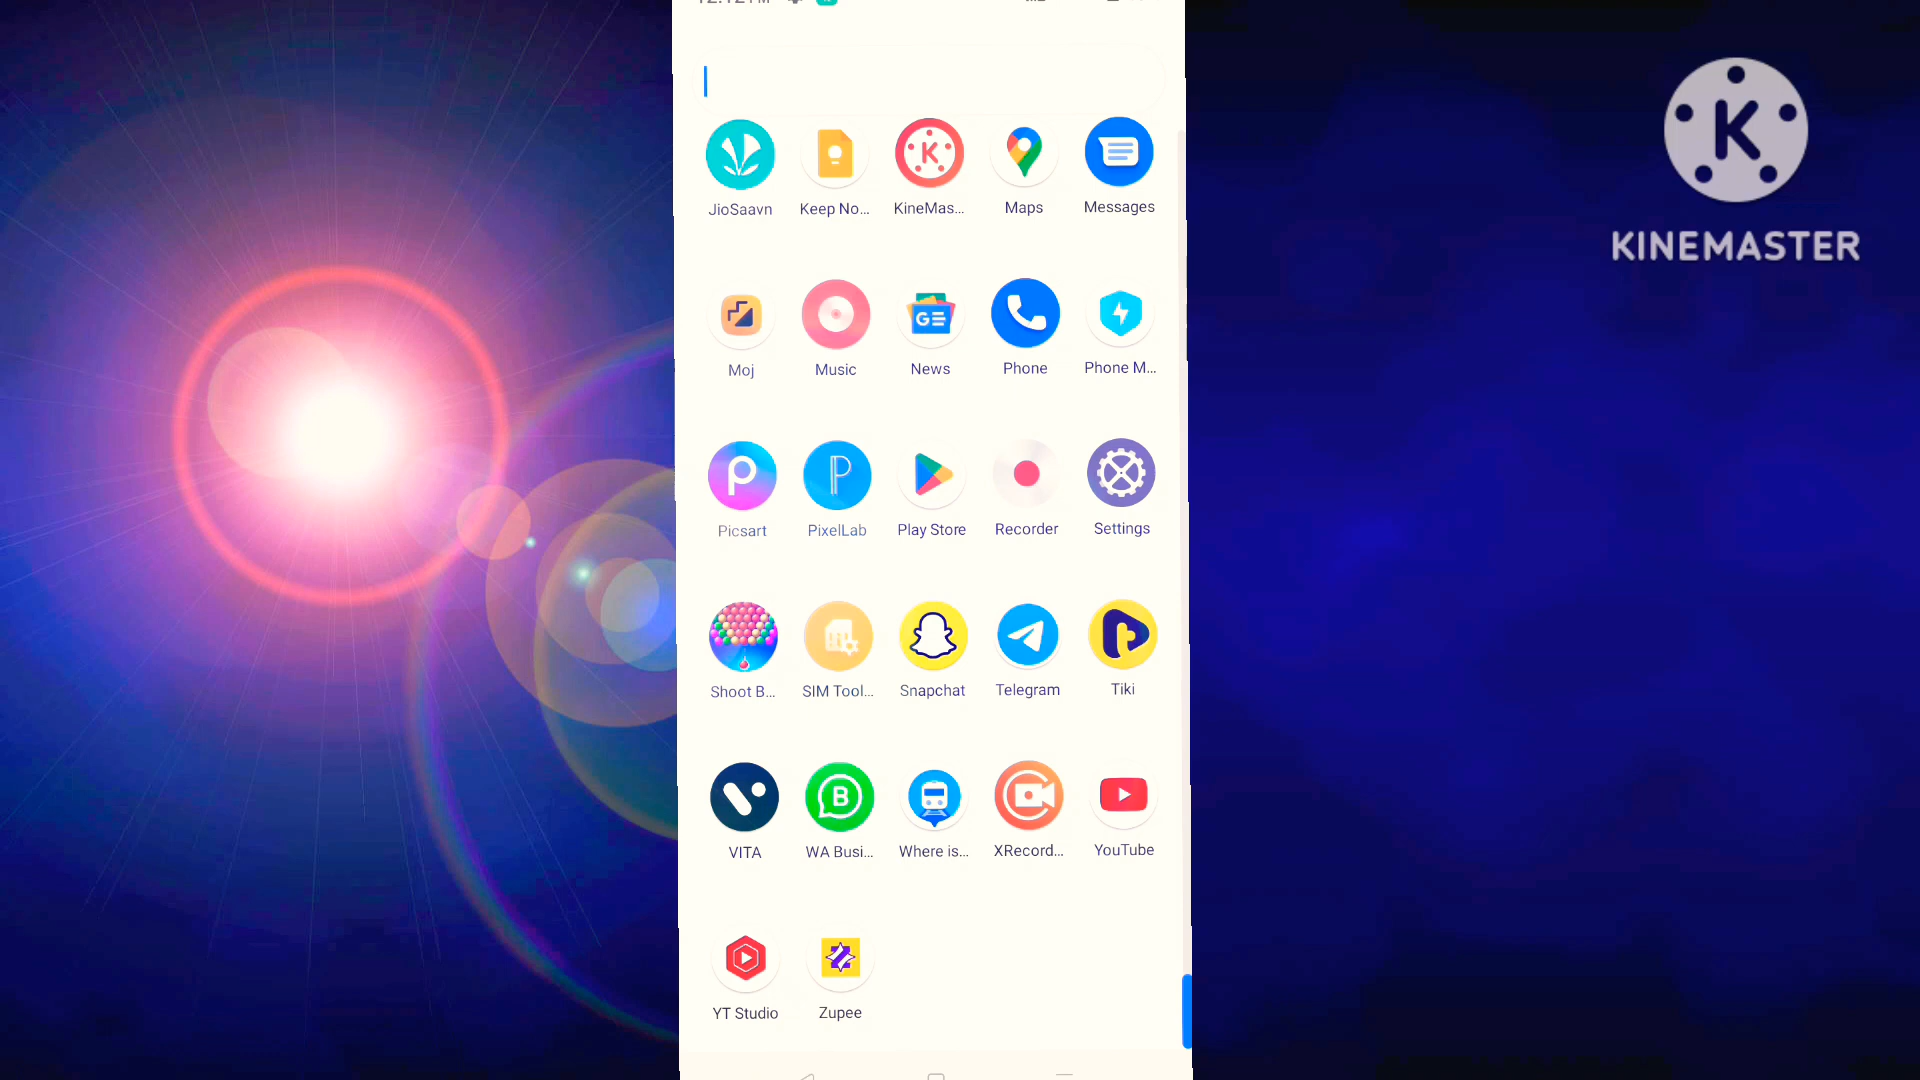 JioSaavn Keep No... KineMas... Maps Messages
Moj Music News Phone Phone M...
Picsart PixelLab Play Store Recorder Settings
Shoot B... SIM Tool... Snapchat Telegram Tiki
VITA WA Busi... Where is... XRecord... YouTube
YT Studio Zupee
K
KINEMASTER